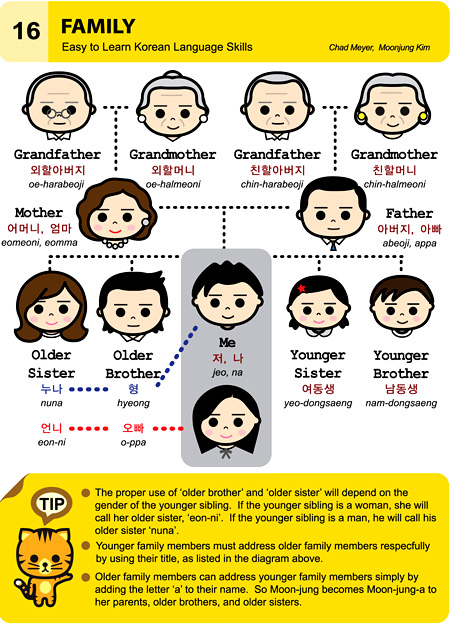 16
FAMILY
Easy to Learn Korean Language Skills
Chad Meyer, Moonjung Kim
Grandfather Grandmother Grandfather Grandmother
외할아버지 외할머니 친할아버지 친할머니
oe-harabeoji oe-halmeoni chin-harabeoji chin-halmeoni
Mother Father
어머니, 엄마 아버지, 아빠
eomeoni, eomma abeoji, appa
Older Sister
누나
nuna
언니
eon-ni
Older Brother
형
hyeong
오빠
o-ppa
Me
저, 나
jeo, na
Younger Sister
여동생
yeo-dongsaeng
Younger Brother
남동생
nam-dongsaeng
TIP
The proper use of 'older brother' and 'older sister' will depend on the
gender of the younger sibling. If the younger sibling is a woman, she will
call her older sister, 'eon-ni'. If the younger sibling is a man, he will call his
older sister 'nuna'.
Younger family members must address older family members respecfully
by using their title, as listed in the diagram above.
Older family members can address younger family members simply by
adding the letter 'a' to their name. So Moon-jung becomes Moon-jung-a to
her parents, older brothers, and older sisters.